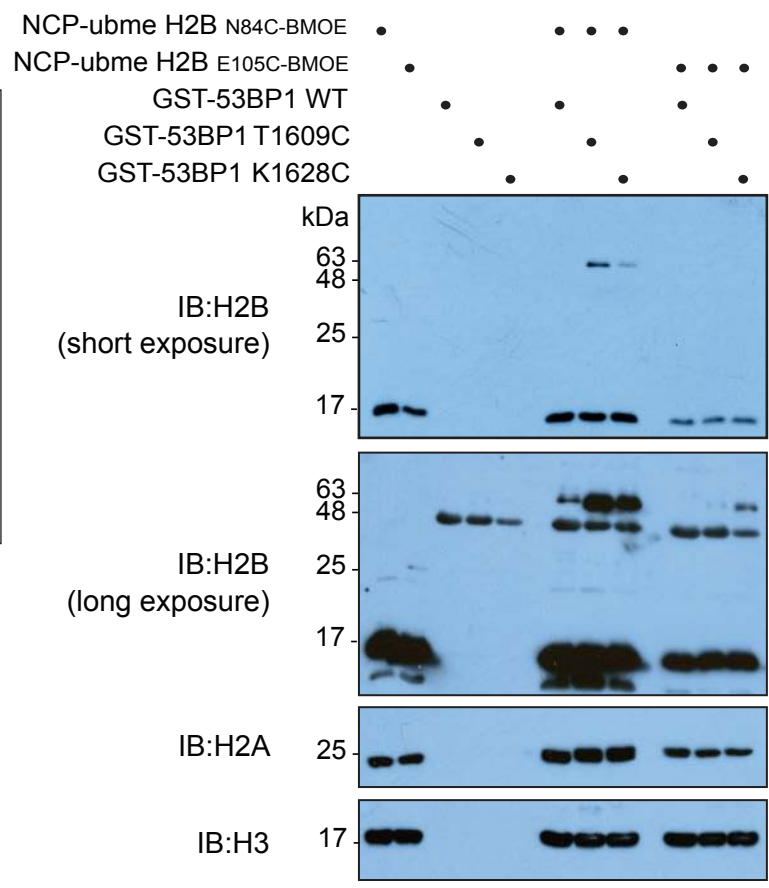 NCP-ubme H2B N84C-BMOE
NCP-ubme H2B E105C-BMOE
GST-53BP1 WT
GST-53BP1 T1609C
GST-53BP1 K1628C
kDa
63
48
IB:H2B
(short exposure)
25
17
63
48
IB:H2B
(long exposure)
25
17
IB:H2A
25
IB:H3
17